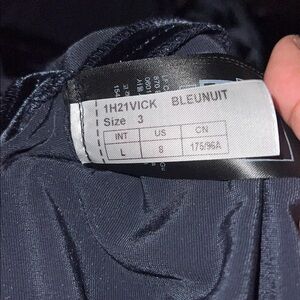 1H21VICK BLEUNUIT
Size 3
INT US CN
L 8 175/96A